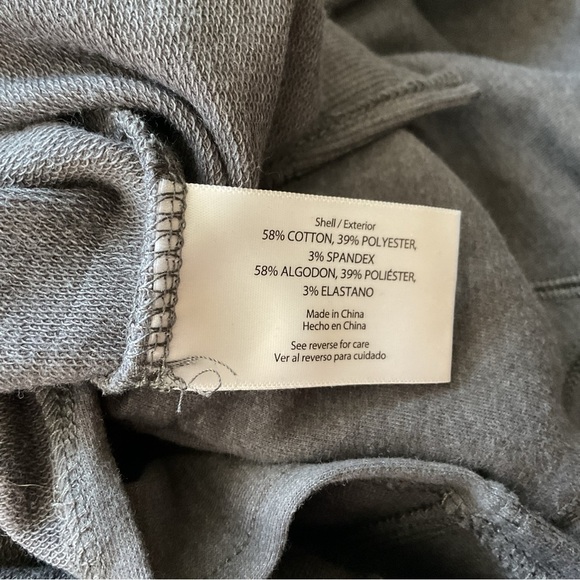 Shell / Exterior
58% COTTON, 39% POLYESTER,
3% SPANDEX
58% ALGODON, 39% POLIÉSTER,
3% ELASTANO
Made in China
Hecho en China
See reverse for care
Ver al reverso para cuidado